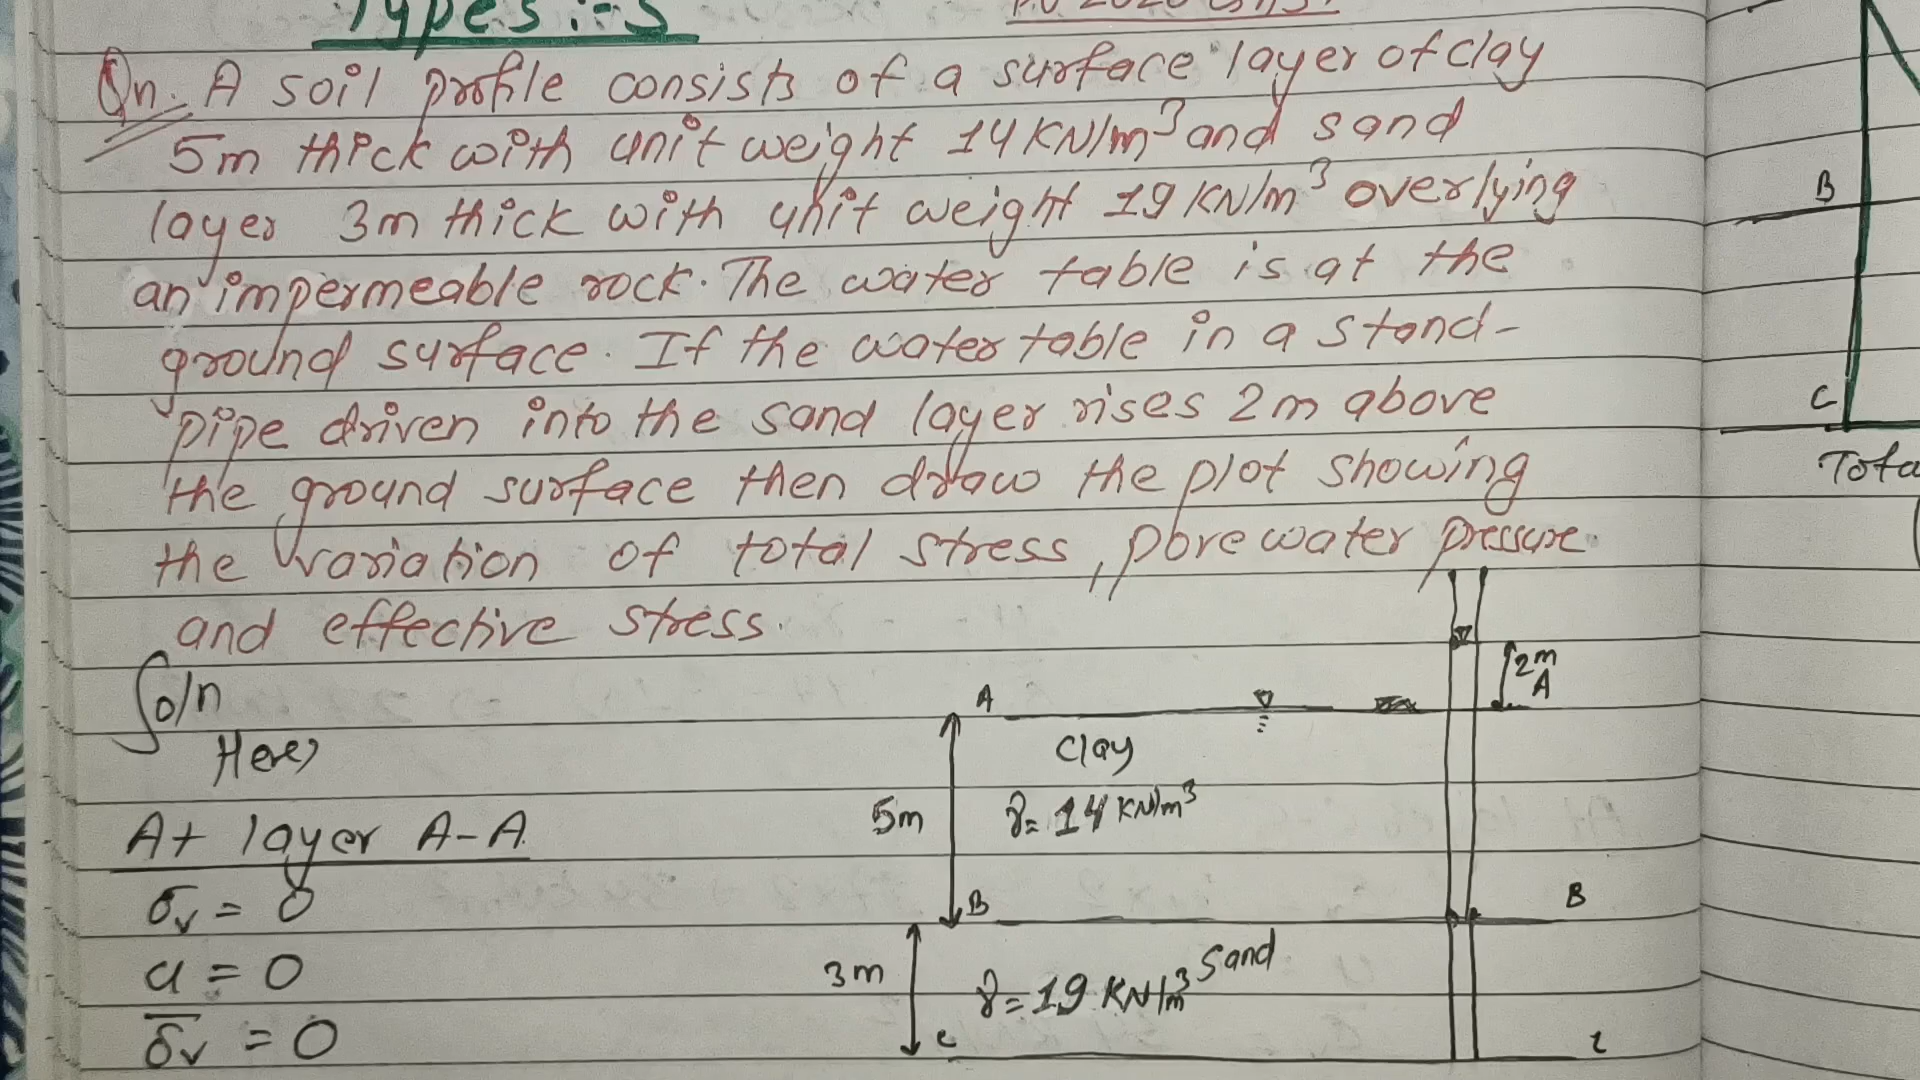 Types :- 5
Qn. A soil profile consists of a surface layer of clay
5m thick with unit weight 14 KN/m³ and sand
layer 3m thick with unit weight 19 KN/m³ overlying
an impermeable rock. The water table is at the
ground surface. If the water table in a stand-
pipe driven into the sand layer rises 2m above
the ground surface then draw the plot showing
the variation of total stress, pore water pressure
and effective stress.
Soln
Here,
At layer A-A
σv = 0
u = 0
σ̅v = 0
2m
A
A
Clay
5m
γ = 14 KN/m³
B
B
Sand
3m
γ = 19 KN/m³
C
C
B
C
Tota